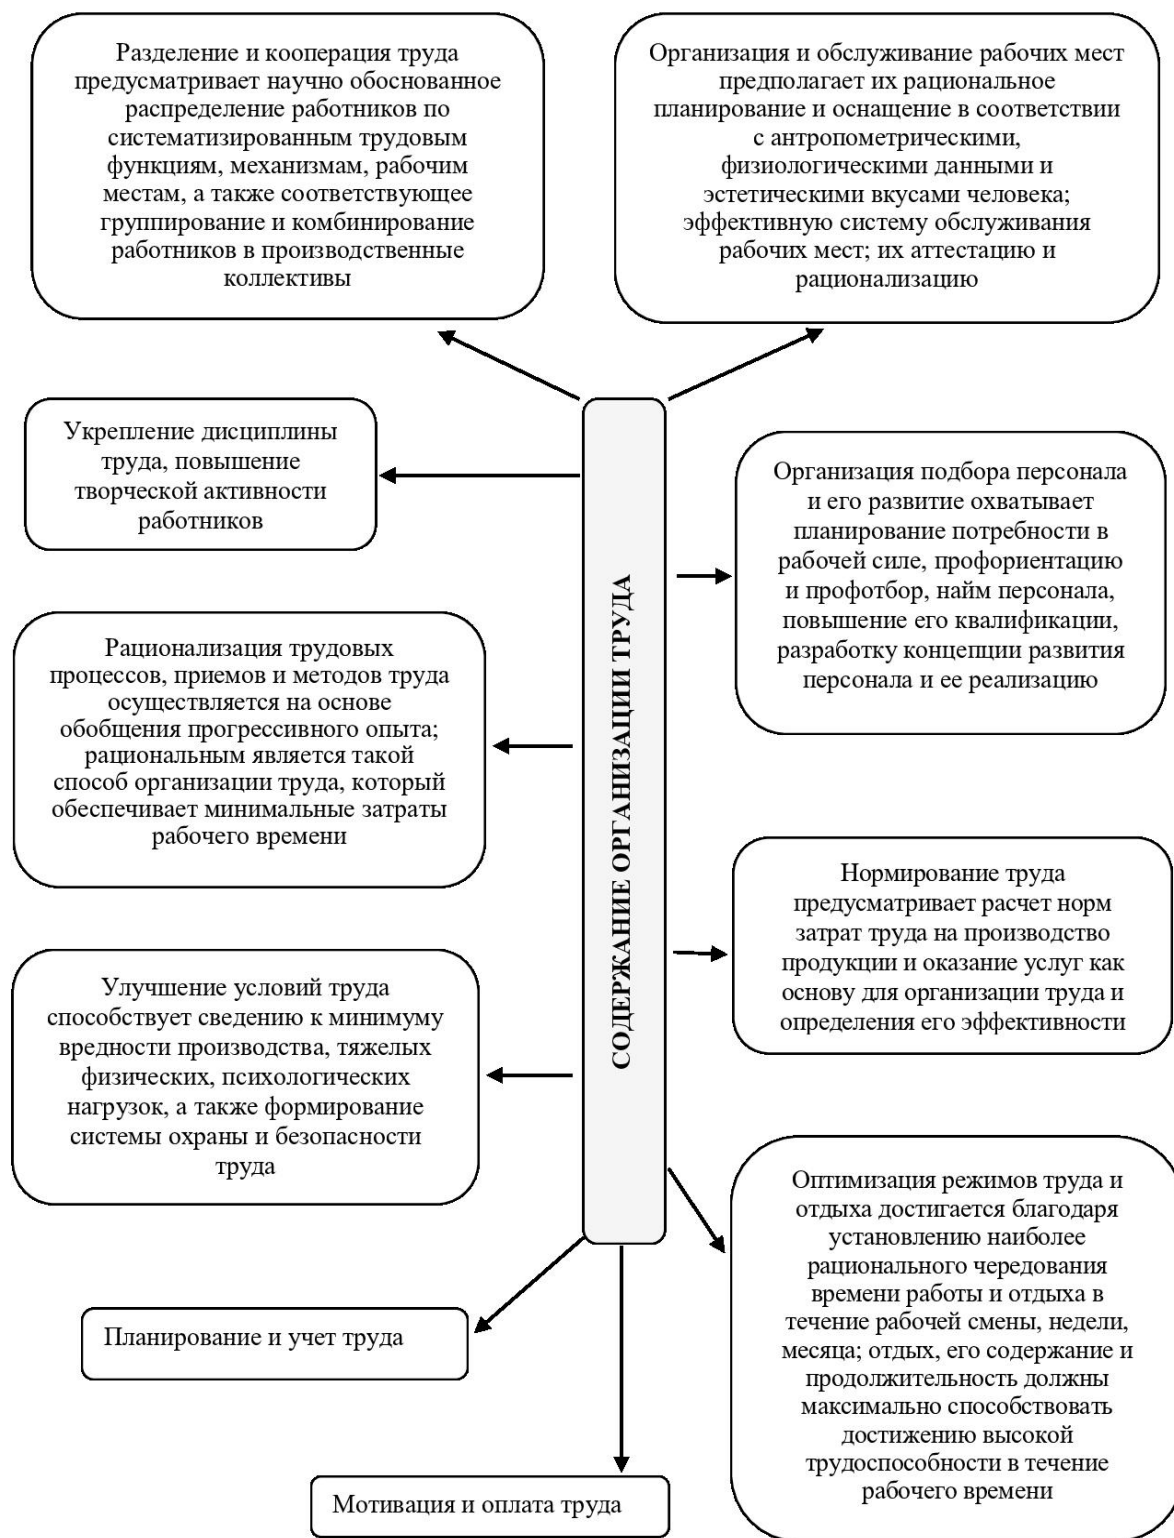 Разделение и кооперация труда
предусматривает научно обоснованное
распределение работников по
систематизированным трудовым
функциям, механизмам, рабочим
местам, а также соответствующее
группирование и комбинирование
работников в производственные
коллективы
Организация и обслуживание рабочих мест
предполагает их рациональное
планирование и оснащение в соответствии
с антропометрическими,
физиологическими данными и
эстетическими вкусами человека;
эффективную систему обслуживания
рабочих мест; их аттестацию и
рационализацию
Укрепление дисциплины
труда, повышение
творческой активности
работников
Организация подбора персонала
и его развитие охватывает
планирование потребности в
рабочей силе, профориентацию
и профотбор, найм персонала,
повышение его квалификации,
разработку концепции развития
персонала и ее реализацию
СОДЕРЖАНИЕ ОРГАНИЗАЦИИ ТРУДА
Рационализация трудовых
процессов, приемов и методов труда
осуществляется на основе
обобщения прогрессивного опыта;
рациональным является такой
способ организации труда, который
обеспечивает минимальные затраты
рабочего времени
Нормирование труда
предусматривает расчет норм
затрат труда на производство
продукции и оказание услуг как
основу для организации труда и
определения его эффективности
Улучшение условий труда
способствует сведению к минимуму
вредности производства, тяжелых
физических, психологических
нагрузок, а также формирование
системы охраны и безопасности
труда
Оптимизация режимов труда и
отдыха достигается благодаря
установлению наиболее
рационального чередования
времени работы и отдыха в
течение рабочей смены, недели,
месяца; отдых, его содержание и
продолжительность должны
максимально способствовать
достижению высокой
трудоспособности в течение
рабочего времени
Планирование и учет труда
Мотивация и оплата труда